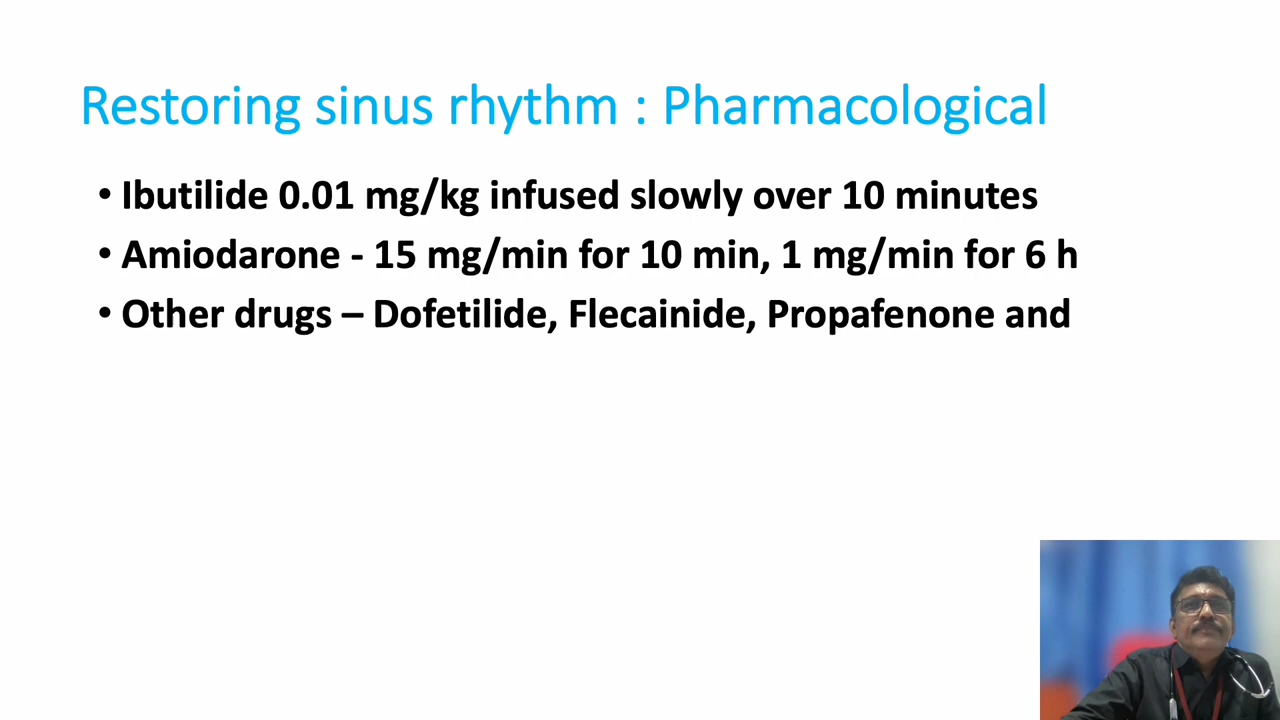 Restoring sinus rhythm : Pharmacological
• Ibutilide 0.01 mg/kg infused slowly over 10 minutes
• Amiodarone - 15 mg/min for 10 min, 1 mg/min for 6 h
• Other drugs – Dofetilide, Flecainide, Propafenone and